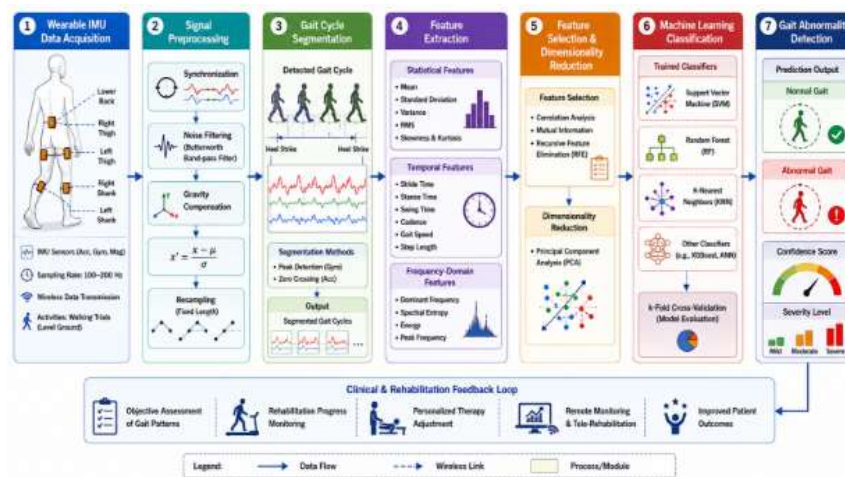 1 Wearable IMU
Data Acquisition
Lower
Back
Right
Thigh
Left
Thigh
Right
Shank
Left
Shank
IMU Sensors (Acc, Gyro, Mag)
Sampling Rate: 100–200 Hz
Wireless Data Transmission
Activities: Walking Trials
(Level Ground)
2 Signal
Preprocessing
Synchronization
Noise Filtering
(Butterworth
Band-pass Filter)
Gravity
Compensation
x' = x − μ / σ
Resampling
(Fixed Length)
3 Gait Cycle
Segmentation
Detected Gait Cycle
Heel Strike Heel Strike
Segmentation Methods
• Peak Detection (Gyro)
• Zero Crossing (Acc)
Output
Segmented Gait Cycles
...
4 Feature
Extraction
Statistical Features
• Mean
• Standard Deviation
• Variance
• RMS
• Skewness & Kurtosis
Temporal Features
• Stride Time
• Stance Time
• Swing Time
• Cadence
• Gait Speed
• Step Length
Frequency-Domain
Features
• Dominant Frequency
• Spectral Entropy
• Energy
• Peak Frequency
5 Feature
Selection &
Dimensionality
Reduction
Feature Selection
• Correlation Analysis
• Mutual Information
• Recursive Feature
Elimination (RFE)
Dimensionality
Reduction
• Principal Component
Analysis (PCA)
6 Machine Learning
Classification
Trained Classifiers
Support Vector
Machine (SVM)
Random Forest
(RF)
K-Nearest
Neighbors (KNN)
Other Classifiers
(e.g., XGBoost, ANN)
k-Fold Cross-Validation
(Model Evaluation)
7 Gait Abnormality
Detection
Prediction Output
Normal Gait
Abnormal Gait
Confidence Score
Severity Level
Mild Moderate Severe
Clinical & Rehabilitation Feedback Loop
Objective Assessment
of Gait Patterns
Rehabilitation Progress
Monitoring
Personalized Therapy
Adjustment
Remote Monitoring
& Tele-Rehabilitation
Improved Patient
Outcomes
Legend: Data Flow Wireless Link Process/Module